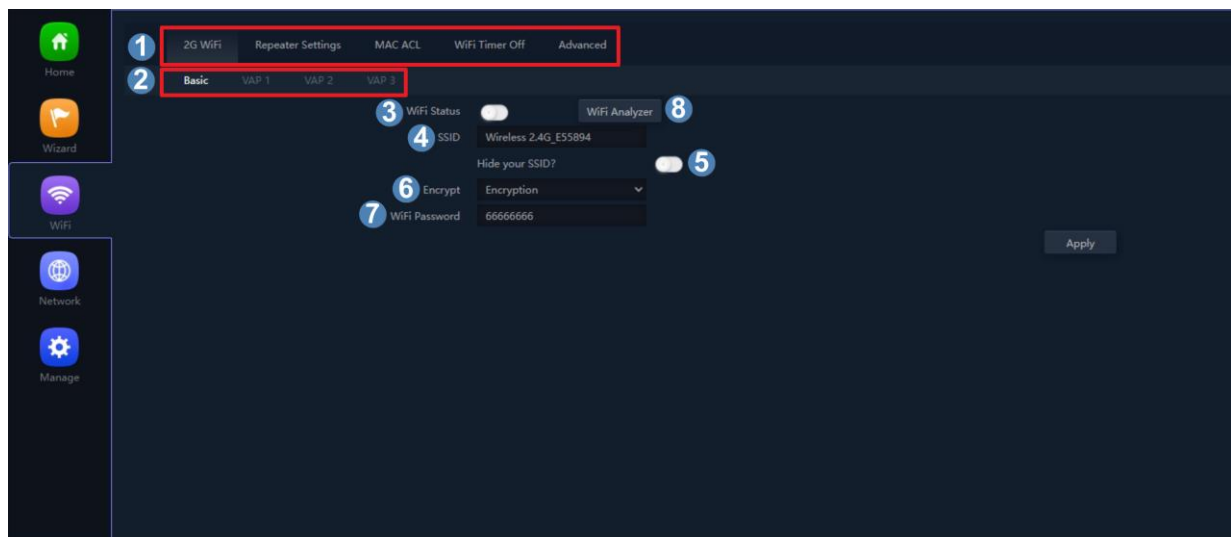 1 2G WiFi Repeater Settings MAC ACL WiFi Timer Off Advanced
Home
2 Basic VAP 1 VAP 2 VAP 3
3 WiFi Status WiFi Analyzer 8
4 SSID Wireless 2.4G_E55894
Wizard
Hide your SSID? 5
6 Encrypt Encryption
7 WiFi Password 66666666
WiFi
Apply
Network
Manage